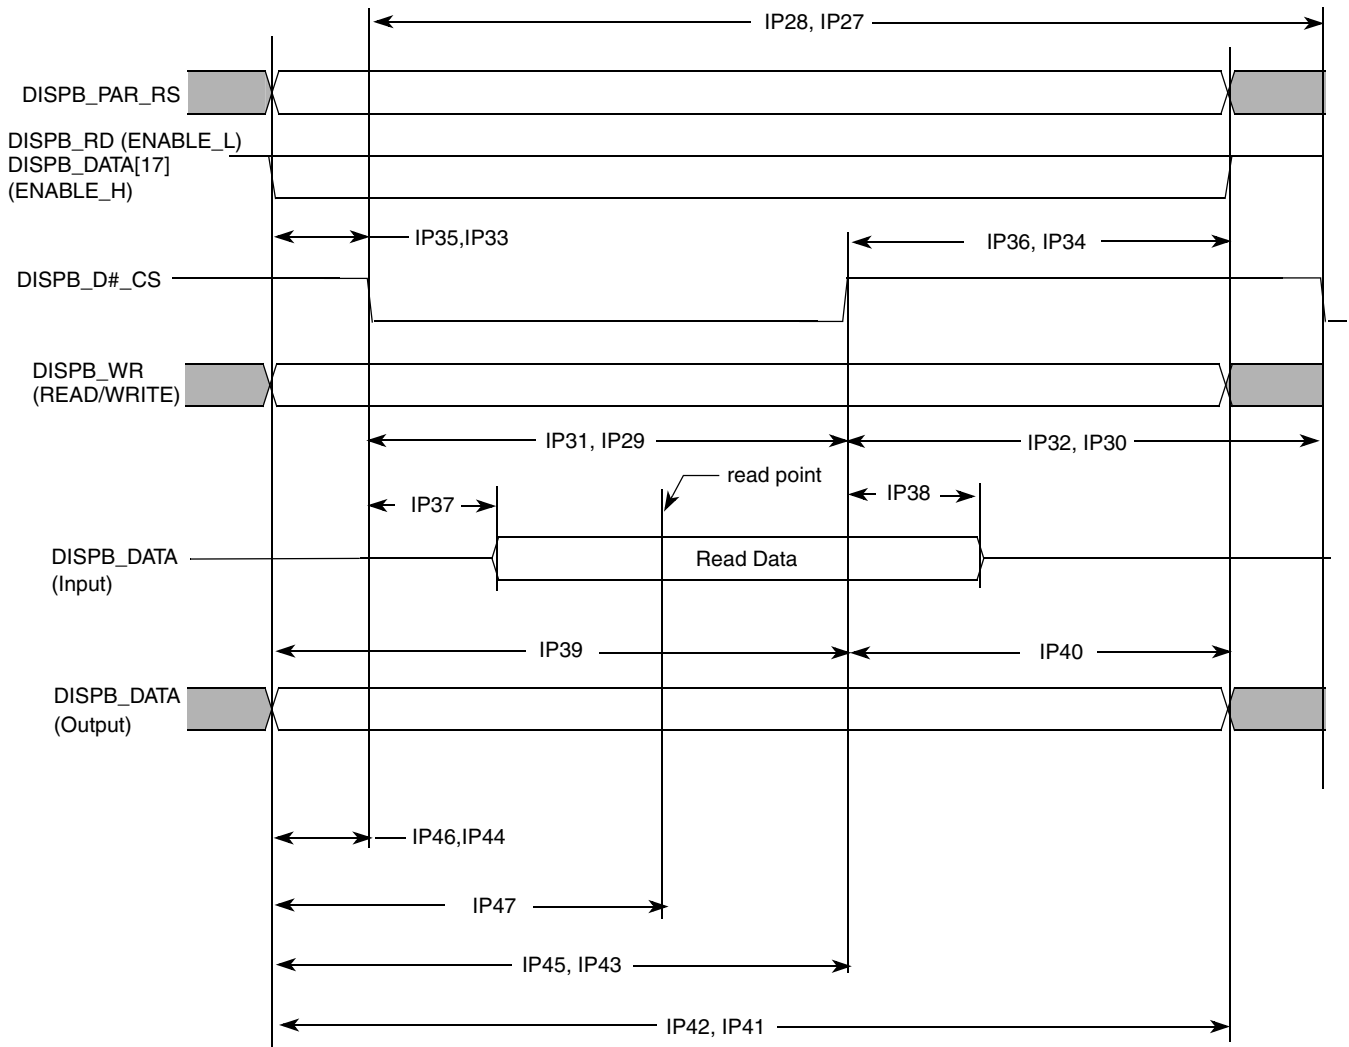 IP28, IP27
DISPB_PAR_RS
DISPB_RD (ENABLE_L)
DISPB_DATA[17]
(ENABLE_H)
IP35,IP33
IP36, IP34
DISPB_D#_CS
DISPB_WR
(READ/WRITE)
IP31, IP29
IP32, IP30
read point
IP37
IP38
DISPB_DATA
(Input)
Read Data
IP39
IP40
DISPB_DATA
(Output)
IP46,IP44
IP47
IP45, IP43
IP42, IP41